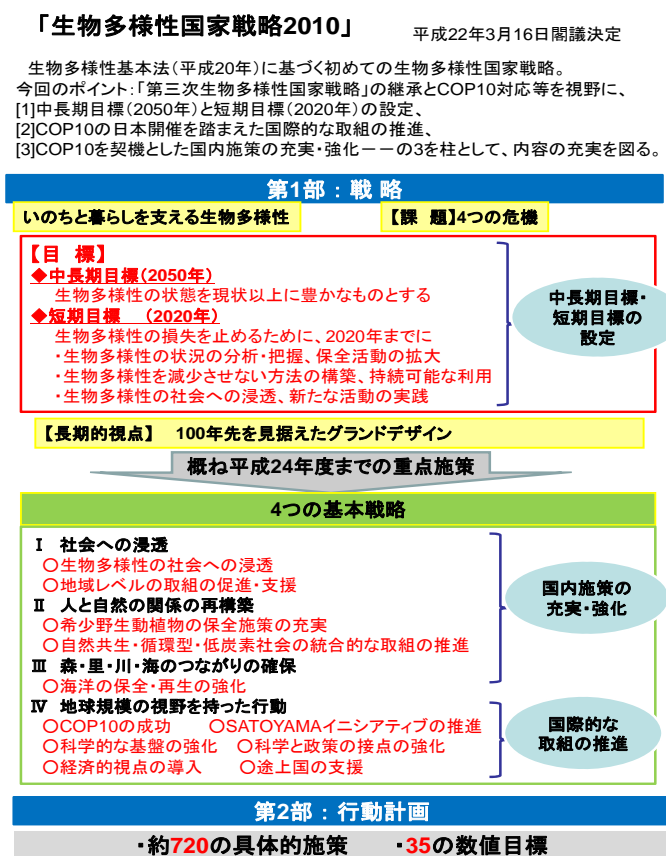 「生物多様性国家戦略2010」
平成22年3月16日閣議決定
生物多様性基本法（平成20年）に基づく初めての生物多様性国家戦略。
今回のポイント：「第三次生物多様性国家戦略」の継承とCOP10対応等を視野に、
[1]中長期目標（2050年）と短期目標（2020年）の設定、
[2]COP10の日本開催を踏まえた国際的な取組の推進、
[3]COP10を契機とした国内施策の充実・強化－－の3を柱として、内容の充実を図る。
第1部：戦 略
いのちと暮らしを支える生物多様性
【課 題】4つの危機
【目 標】
◆中長期目標（2050年）
生物多様性の状態を現状以上に豊かなものとする
◆短期目標 （2020年）
生物多様性の損失を止めるために、2020年までに
・生物多様性の状況の分析・把握、保全活動の拡大
・生物多様性を減少させない方法の構築、持続可能な利用
・生物多様性の社会への浸透、新たな活動の実践
中長期目標・
短期目標の
設定
【長期的視点】 100年先を見据えたグランドデザイン
概ね平成24年度までの重点施策
4つの基本戦略
Ⅰ 社会への浸透
○生物多様性の社会への浸透
○地域レベルの取組の促進・支援
Ⅱ 人と自然の関係の再構築
○希少野生動植物の保全施策の充実
○自然共生・循環型・低炭素社会の統合的な取組の推進
Ⅲ 森・里・川・海のつながりの確保
○海洋の保全・再生の強化
Ⅳ 地球規模の視野を持った行動
○COP10の成功 ○SATOYAMAイニシアティブの推進
○科学的な基盤の強化 ○科学と政策の接点の強化
○経済的視点の導入 ○途上国の支援
国内施策の
充実・強化
国際的な
取組の推進
第2部：行動計画
・約720の具体的施策 ・35の数値目標